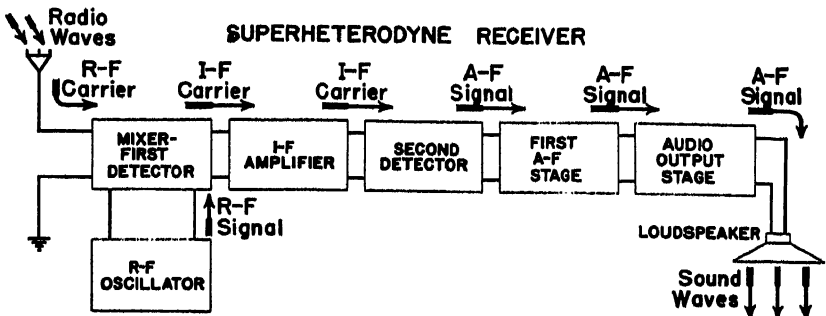 Radio
Waves
SUPERHETERODYNE RECEIVER
R-F
Carrier
I-F
Carrier
I-F
Carrier
A-F
Signal
A-F
Signal
A-F
Signal
MIXER-
FIRST
DETECTOR
I-F
AMPLIFIER
SECOND
DETECTOR
FIRST
A-F
STAGE
AUDIO
OUTPUT
STAGE
R-F
Signal
R-F
OSCILLATOR
LOUDSPEAKER
Sound
Waves